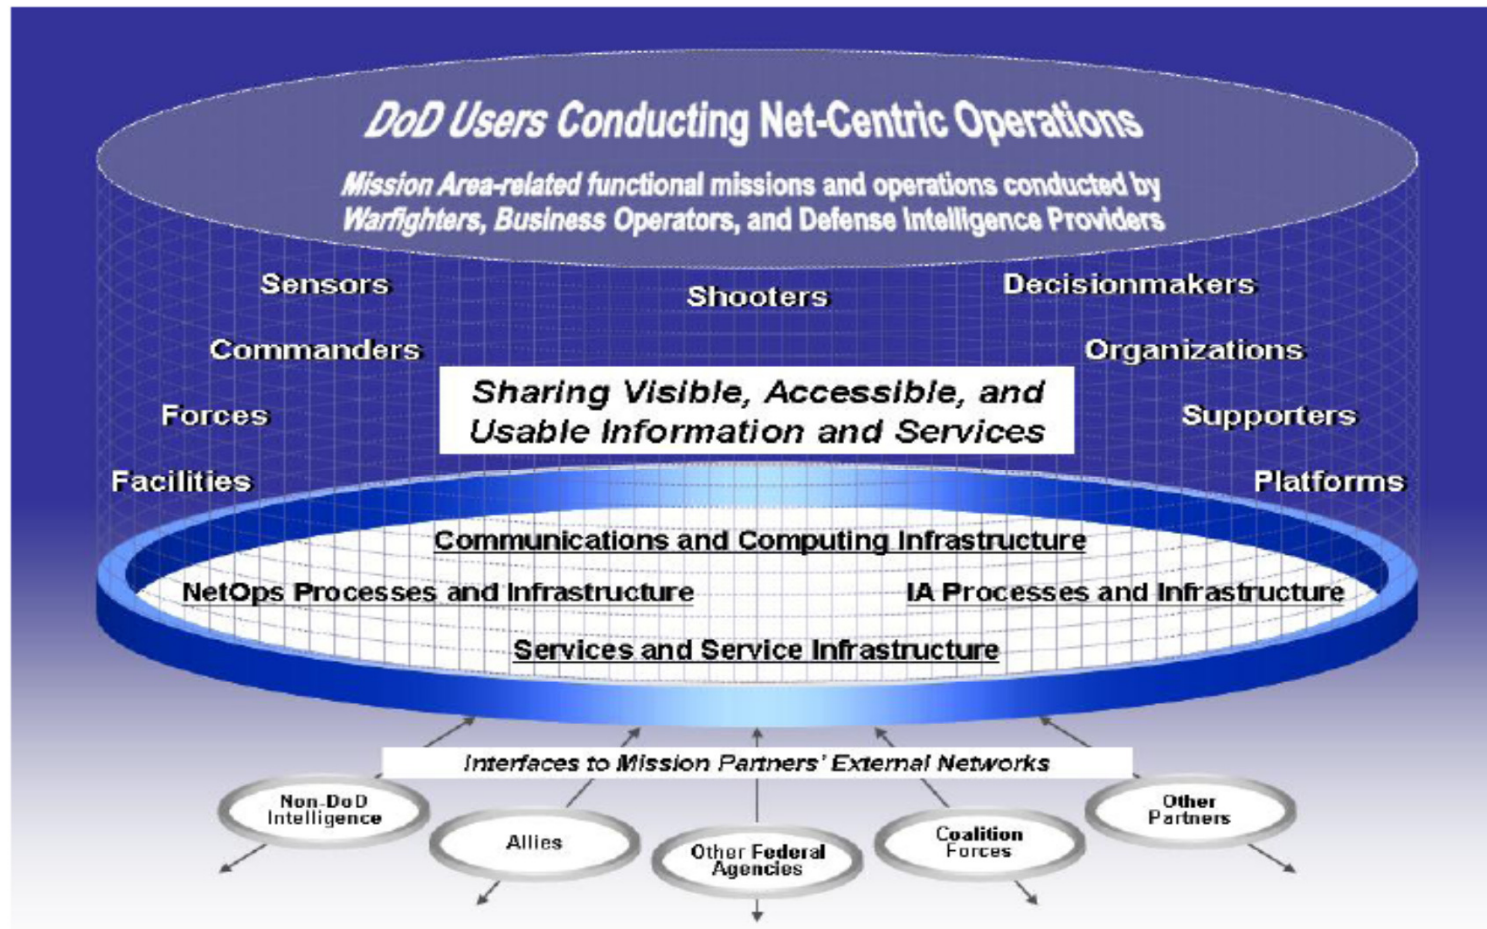 DoD Users Conducting Net-Centric Operations
Mission Area-related functional missions and operations conducted by
Warfighters, Business Operators, and Defense Intelligence Providers
Sensors
Shooters
Decisionmakers
Commanders
Organizations
Sharing Visible, Accessible, and
Usable Information and Services
Forces
Supporters
Facilities
Platforms
Communications and Computing Infrastructure
NetOps Processes and Infrastructure
IA Processes and Infrastructure
Services and Service Infrastructure
Interfaces to Mission Partners' External Networks
Non-DoD
Intelligence
Allies
Other Federal
Agencies
Coalition
Forces
Other
Partners